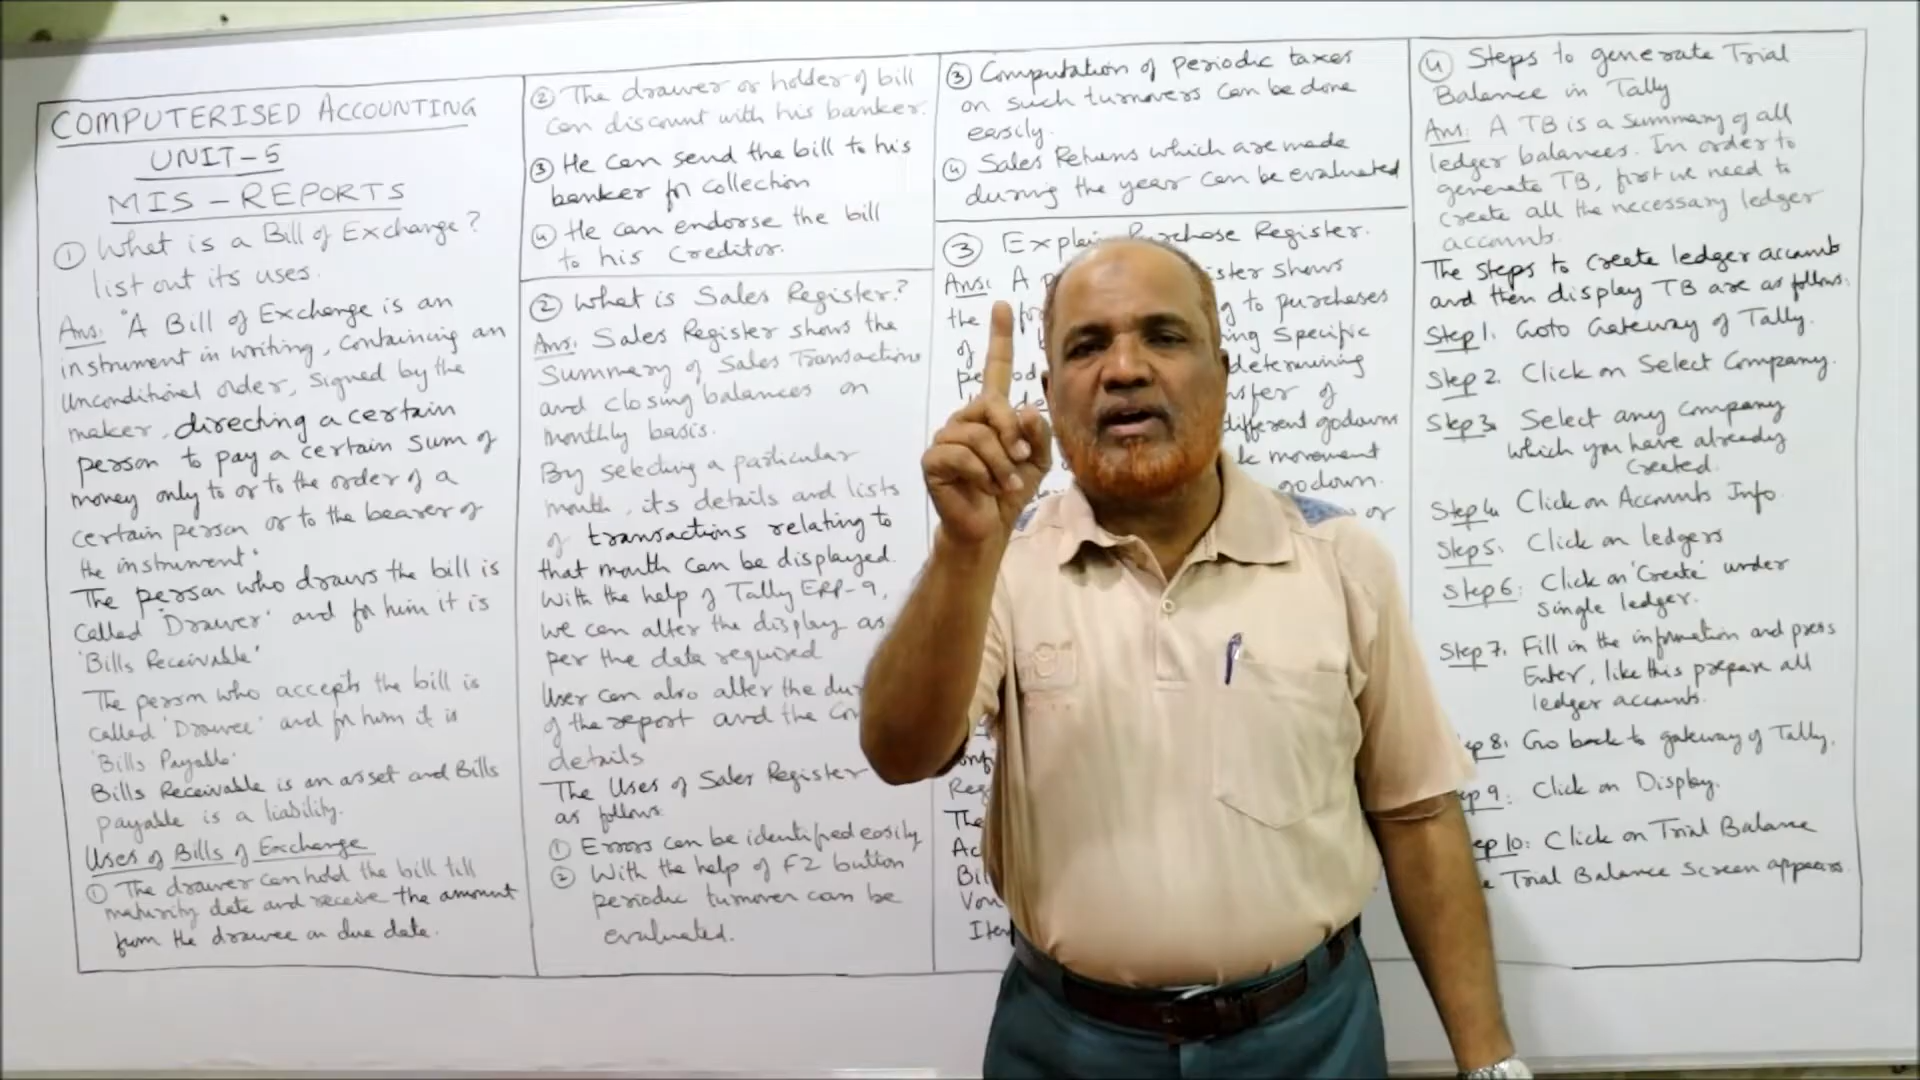 COMPUTERISED ACCOUNTING
UNIT-5
MIS - REPORTS
① What is a Bill of Exchange?
list out its uses.
Ans: "A Bill of Exchange is an
instrument in writing, containing an
unconditional order, signed by the
maker, directing a certain
person to pay a certain sum of
money only to or to the order of a
certain person or to the bearer of
the instrument"
The person who draws the bill is
called 'Drawer' and for him it is
'Bills Receivable'
The person who accepts the bill is
called 'Drawee' and for him it is
'Bills Payable'
Bills Receivable is an asset and Bills
payable is a liability.
Uses of Bills of Exchange
① The drawer can hold the bill till
maturity date and receive the amount
from the drawee on due date.
② The drawer or holder of bill
can discount with his banker.
③ He can send the bill to his
banker for collection
④ He can endorse the bill
to his Creditor.
② What is Sales Register?
Ans: Sales Register shows the
Summary of Sales Transactions
and closing balances on
monthly basis.
By selecting a particular
month, its details and lists
of transactions relating to
that month can be displayed.
With the help of Tally ERP-9,
we can alter the display as
per the data required
User can also alter the
of the report and the
details
The Uses of Sales Register
as follows
① Errors can be identified easily
② With the help of F2 button
periodic turnover can be
evaluated.
③ Computation of periodic taxes
on such turnovers can be done
easily.
④ Sales Returns which are made
during the year can be evaluated
③ Explain Purchase Register.
Ans: A shows
the to purchases
of Specific
determining
of
different godowns
movement
godown.
or
The
④ Steps to generate Trial
Balance in Tally
Ans: A TB is a summary of all
ledger balances. In order to
generate TB, first we need to
create all the necessary ledger
accounts.
The steps to create ledger accounts
and then display TB are as follows:
Step 1. Goto Gateway of Tally.
Step 2. Click on Select Company.
Step 3. Select any Company
which you have already
created.
Step 4. Click on Accounts Info.
Step 5. Click on ledgers
Step 6: Click on 'Create' under
single ledger.
Step 7. Fill in the information and press
Enter, like this prepare all
ledger accounts.
ep 8: Go back to gateway of Tally.
ep 9: Click on Display.
ep 10: Click on Trial Balance
Trial Balance Screen appears.